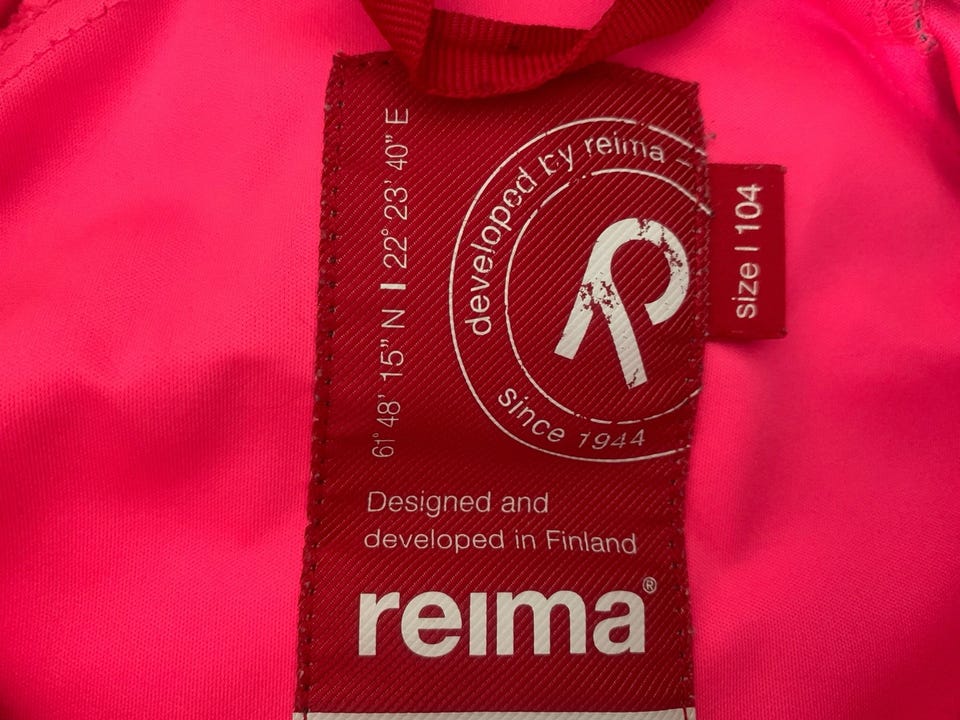 61° 48' 15" N | 22° 23' 40" E
developed by reima
since 1944
size | 104
Designed and
developed in Finland
reima®